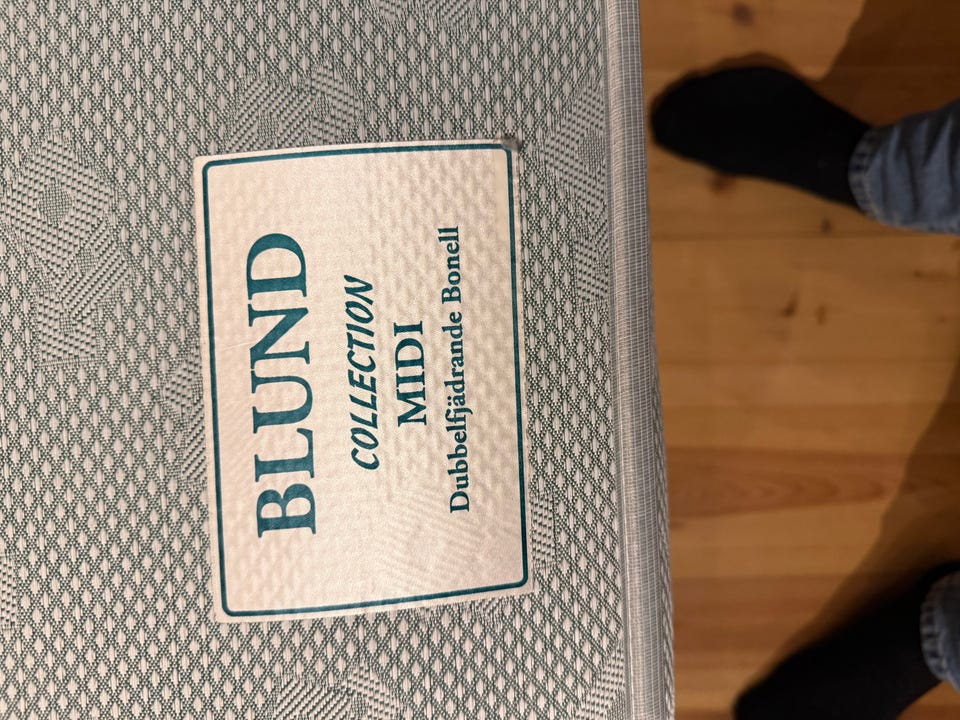 BLUND
COLLECTION
MIDI
Dubbelfjädrande Bonell